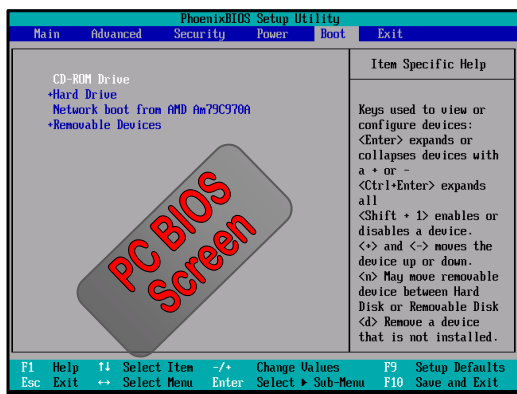 PhoenixBIOS Setup Utility
Main Advanced Security Power Boot Exit
CD-ROM Drive
+Hard Drive
Network boot from AMD Am79C970A
+Removable Devices
PC BIOS
Screen
Item Specific Help
Keys used to view or
configure devices:
<Enter> expands or
collapses devices with
a + or -
<Ctrl+Enter> expands
all
<Shift + 1> enables or
disables a device.
<+> and <-> moves the
device up or down.
<n> May move removable
device between Hard
Disk or Removable Disk
<d> Remove a device
that is not installed.
F1 Help ↑↓ Select Item -/+ Change Values F9 Setup Defaults
Esc Exit ↔ Select Menu Enter Select ▶ Sub-Menu F10 Save and Exit